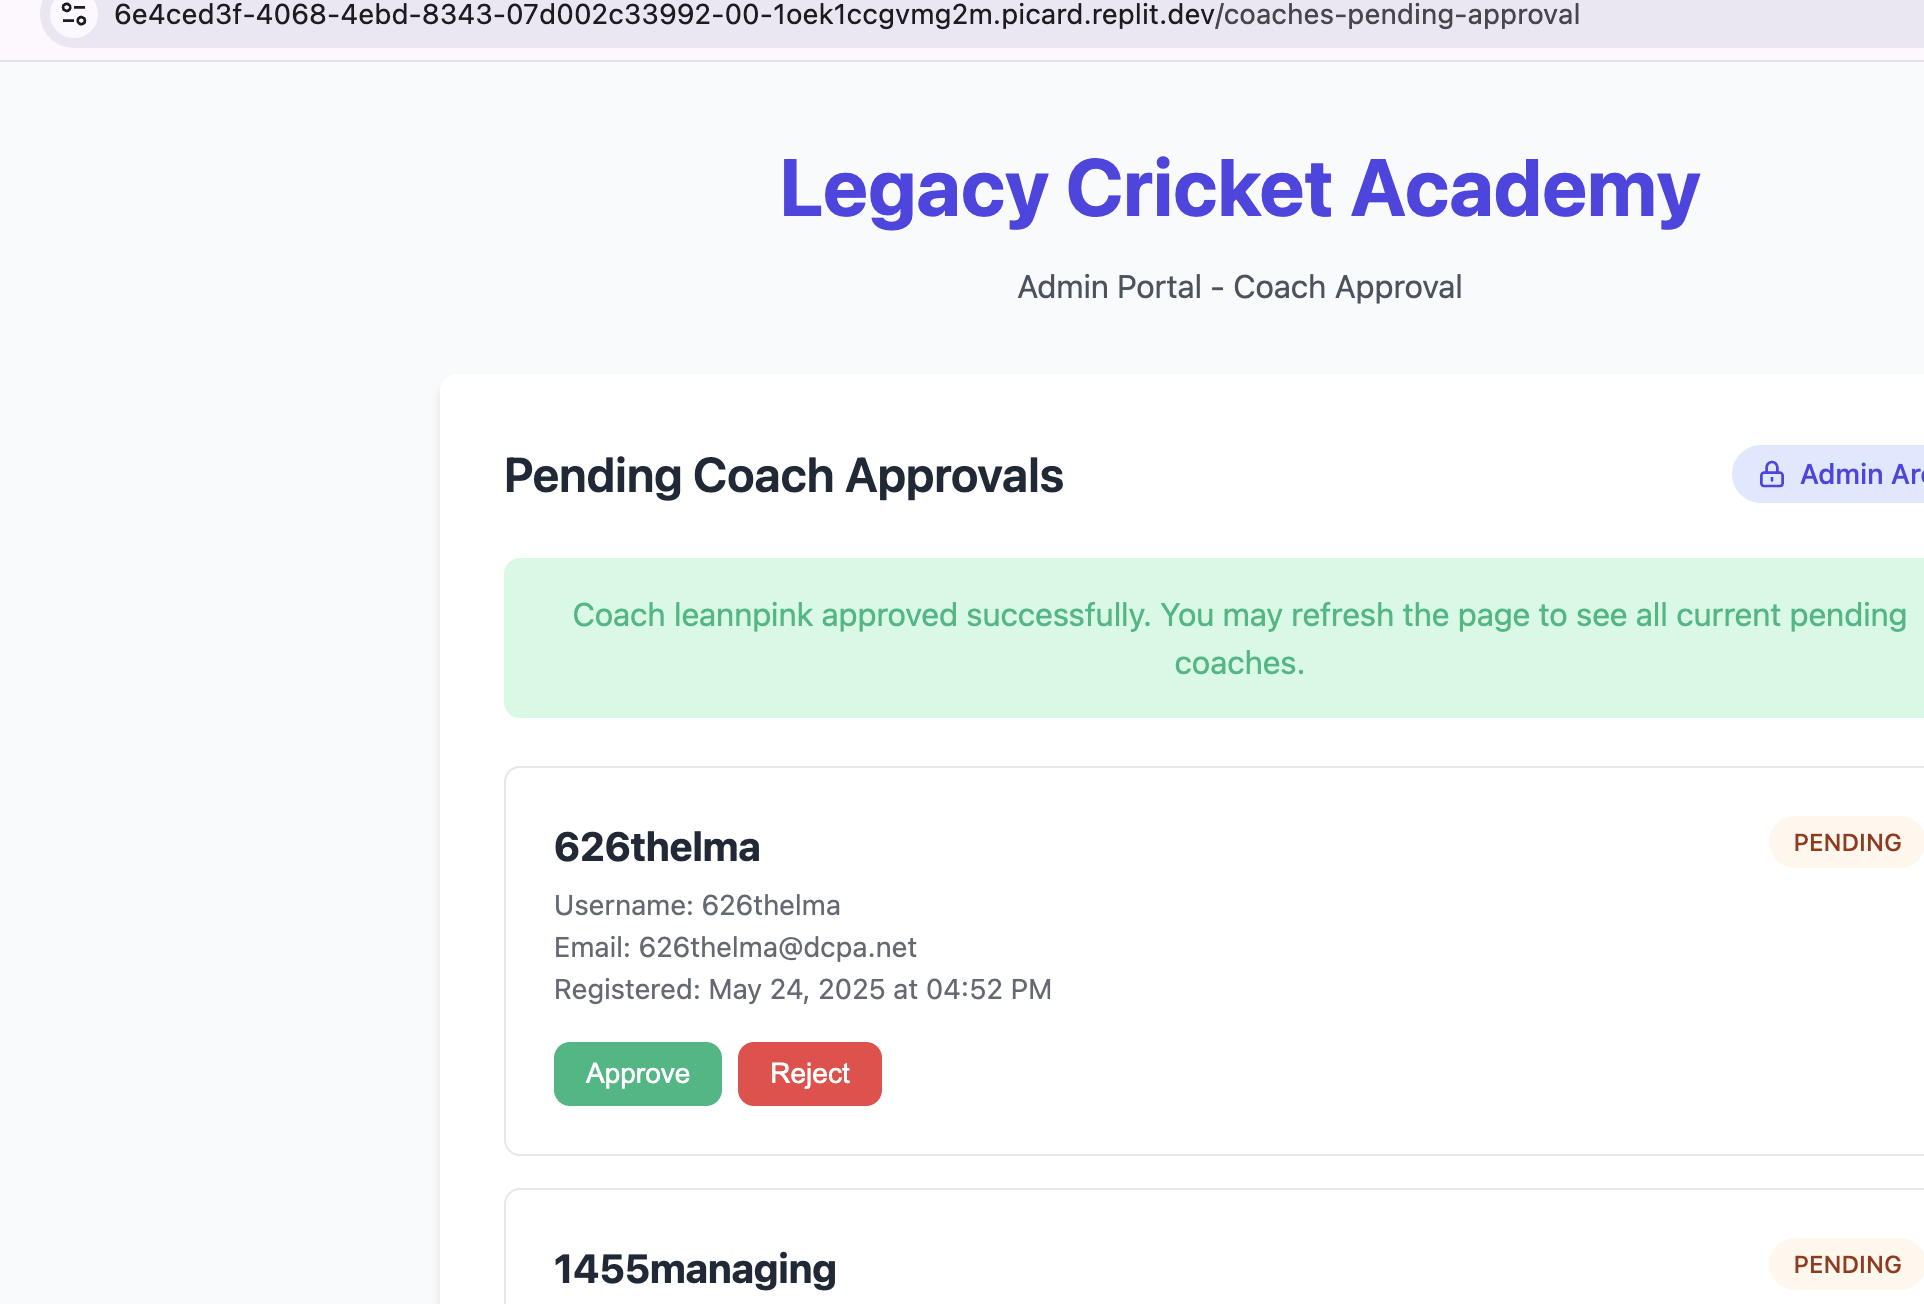 6e4ced3f-4068-4ebd-8343-07d002c33992-00-1oek1ccgvmg2m.picard.replit.dev/coaches-pending-approval
Legacy Cricket Academy
Admin Portal - Coach Approval
Pending Coach Approvals
Admin
Coach leannpink approved successfully. You may refresh the page to see all current pending
coaches.
626thelma
PENDING
Username: 626thelma
Email: 626thelma@dcpa.net
Registered: May 24, 2025 at 04:52 PM
Approve
Reject
1455managing
PENDING